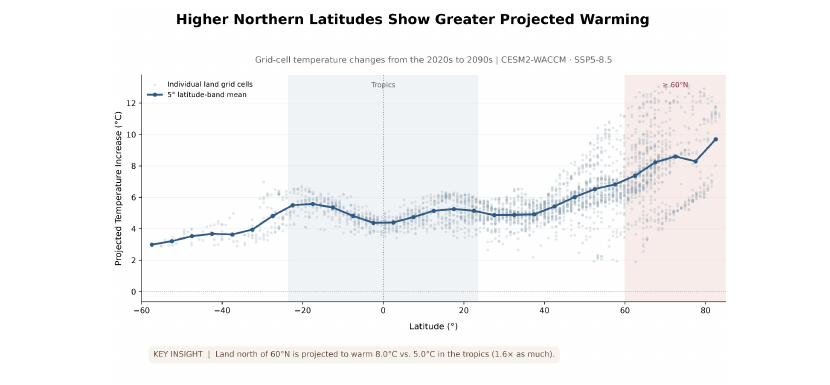 Higher Northern Latitudes Show Greater Projected Warming
Grid-cell temperature changes from the 2020s to 2090s | CESM2-WACCM · SSP5-8.5
Individual land grid cells
5° latitude-band mean
Tropics
≥ 60°N
Projected Temperature Increase (°C)
12
10
8
6
4
2
0
−60
−40
−20
0
20
40
60
80
Latitude (°)
KEY INSIGHT | Land north of 60°N is projected to warm 8.0°C vs. 5.0°C in the tropics (1.6× as much).